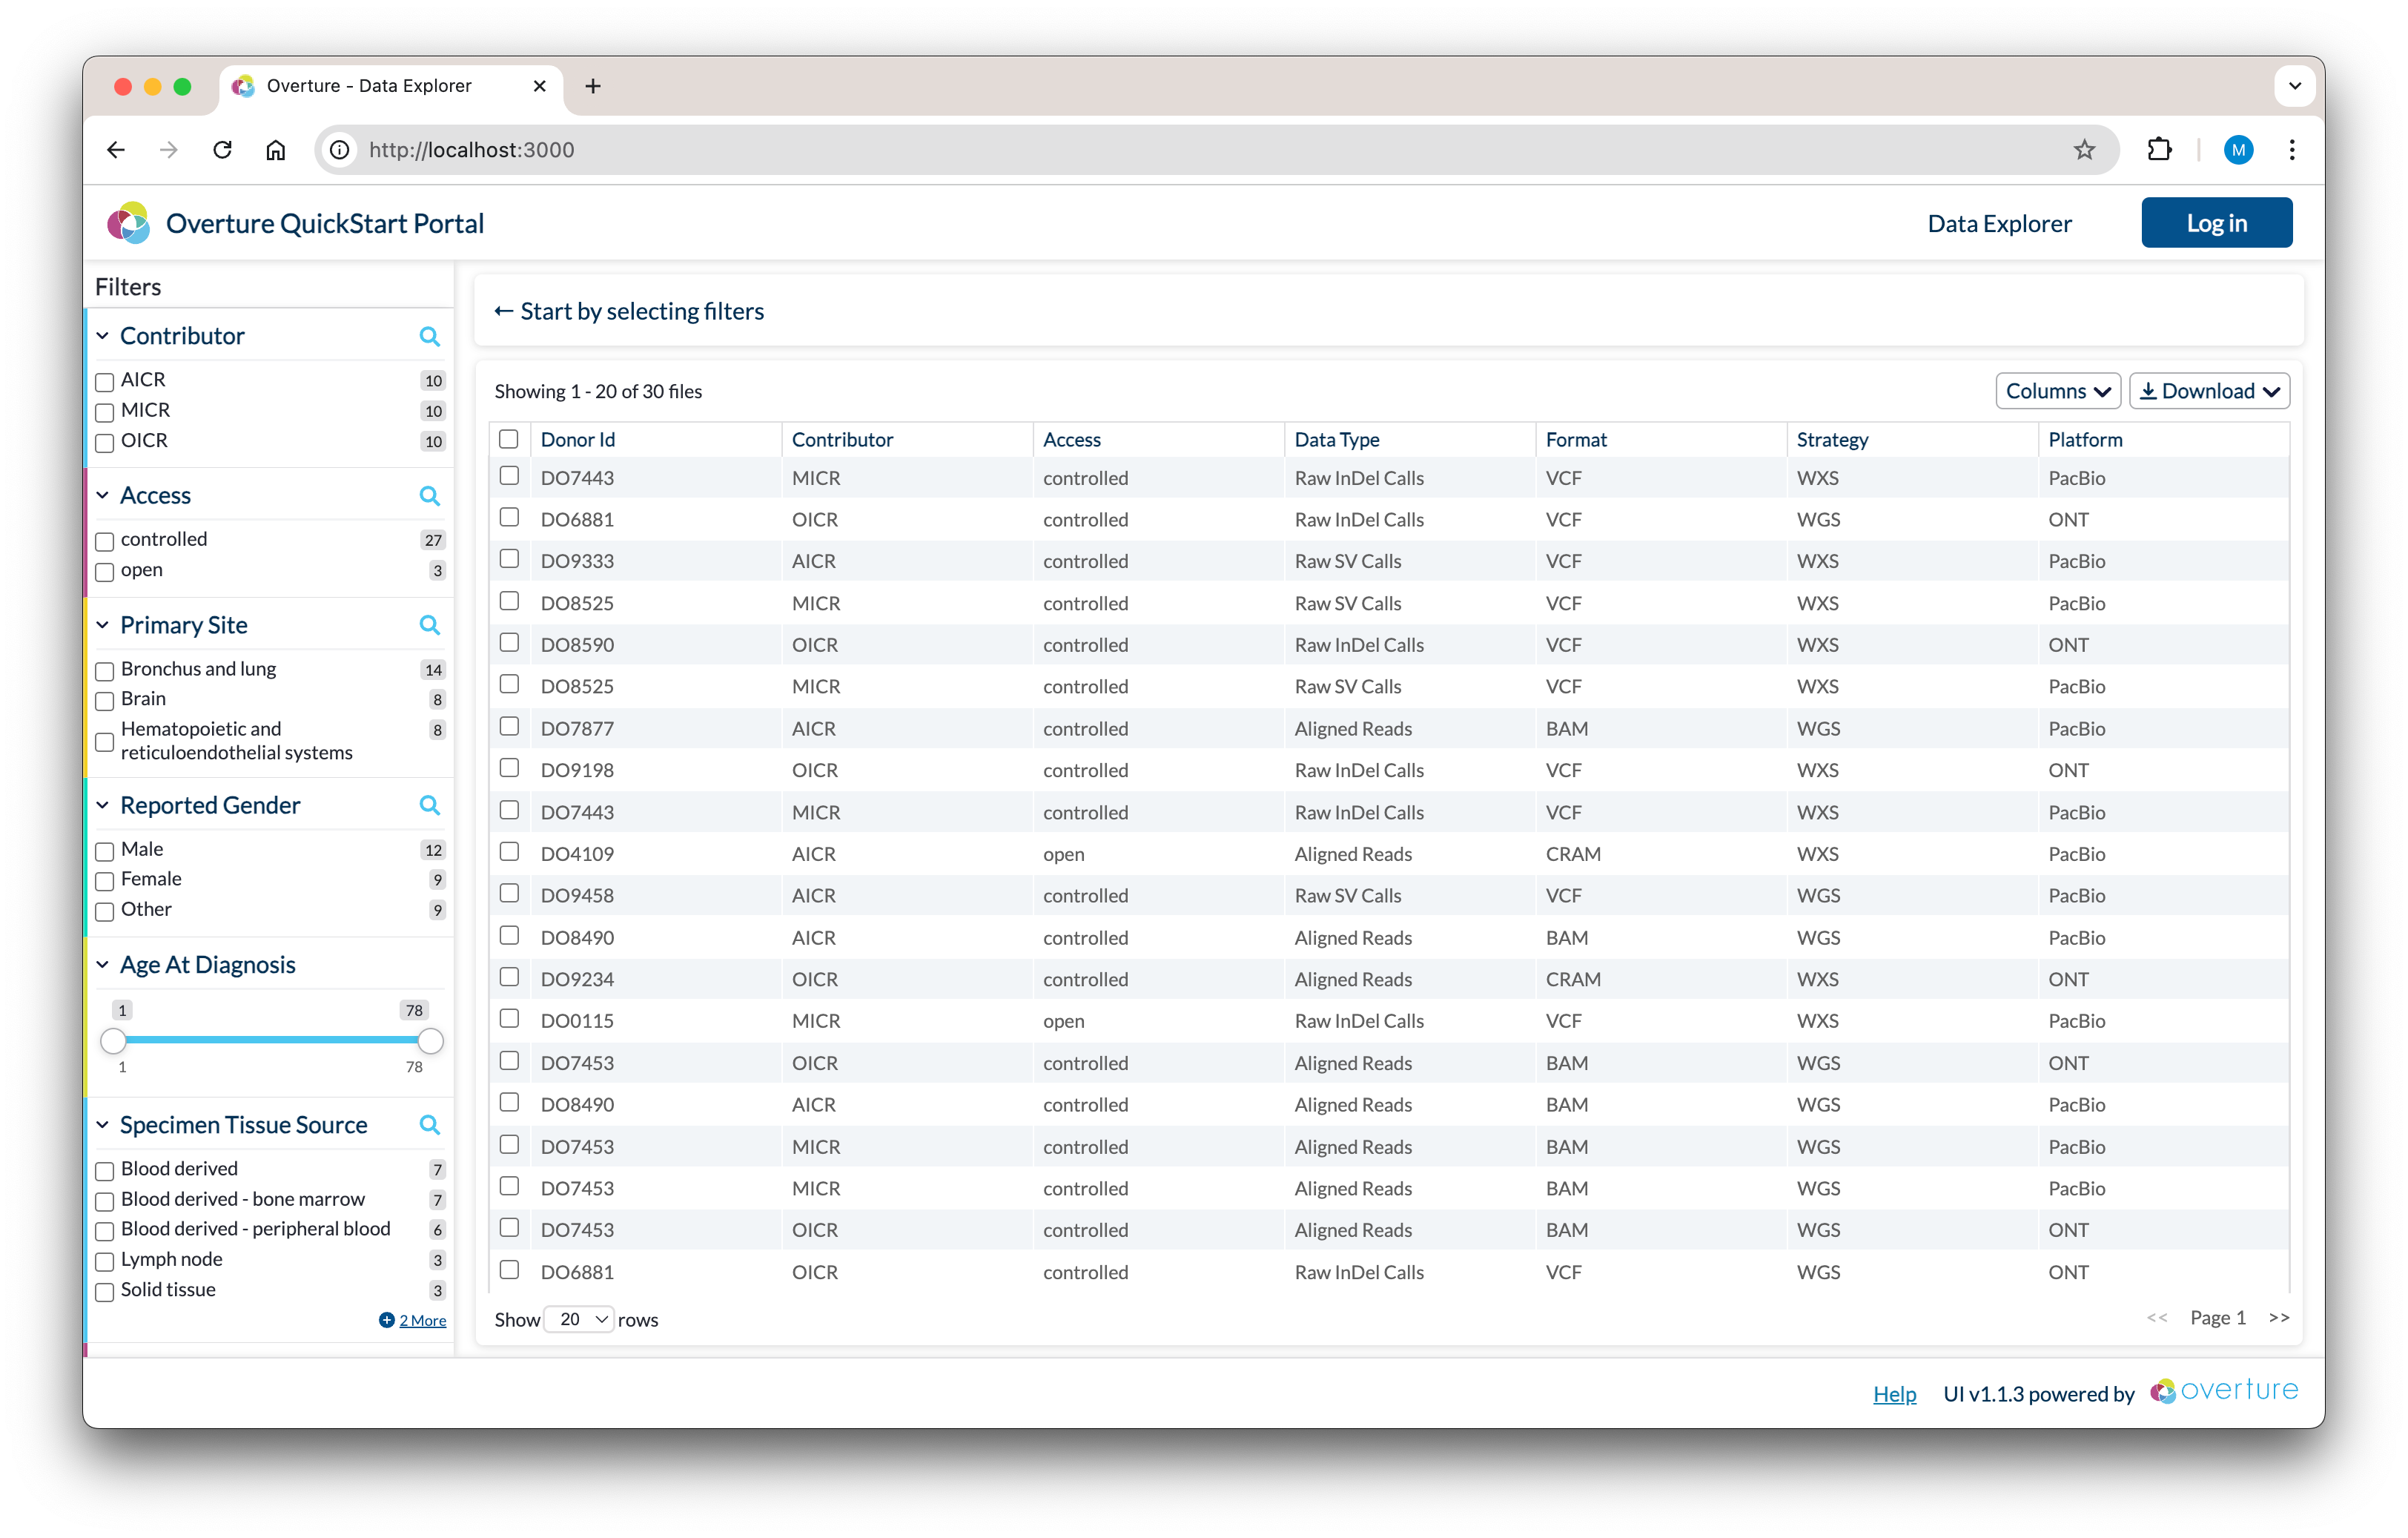 Overture - Data Explorer
http://localhost:3000
M
Overture QuickStart Portal
Data Explorer
Log in
Filters
Contributor
AICR 10
MICR 10
OICR 10
Access
controlled 27
open 3
Primary Site
Bronchus and lung 14
Brain 8
Hematopoietic and 8
reticuloendothelial systems
Reported Gender
Male 12
Female 9
Other 9
Age At Diagnosis
1 78
1 78
Specimen Tissue Source
Blood derived 7
Blood derived - bone marrow 7
Blood derived - peripheral blood 6
Lymph node 3
Solid tissue 3
2 More
← Start by selecting filters
Showing 1 - 20 of 30 files
Columns
Download
Donor Id Contributor Access Data Type Format Strategy Platform
DO7443 MICR controlled Raw InDel Calls VCF WXS PacBio
DO6881 OICR controlled Raw InDel Calls VCF WGS ONT
DO9333 AICR controlled Raw SV Calls VCF WXS PacBio
DO8525 MICR controlled Raw SV Calls VCF WXS PacBio
DO8590 OICR controlled Raw InDel Calls VCF WXS ONT
DO8525 MICR controlled Raw SV Calls VCF WXS PacBio
DO7877 AICR controlled Aligned Reads BAM WGS PacBio
DO9198 OICR controlled Raw InDel Calls VCF WXS ONT
DO7443 MICR controlled Raw InDel Calls VCF WXS PacBio
DO4109 AICR open Aligned Reads CRAM WXS PacBio
DO9458 AICR controlled Raw SV Calls VCF WGS PacBio
DO8490 AICR controlled Aligned Reads BAM WGS PacBio
DO9234 OICR controlled Aligned Reads CRAM WXS ONT
DO0115 MICR open Raw InDel Calls VCF WXS PacBio
DO7453 OICR controlled Aligned Reads BAM WGS ONT
DO8490 AICR controlled Aligned Reads BAM WGS PacBio
DO7453 MICR controlled Aligned Reads BAM WGS PacBio
DO7453 MICR controlled Aligned Reads BAM WGS PacBio
DO7453 OICR controlled Aligned Reads BAM WGS ONT
DO6881 OICR controlled Raw InDel Calls VCF WGS ONT
Show 20 rows
<< Page 1 >>
Help
UI v1.1.3 powered by overture